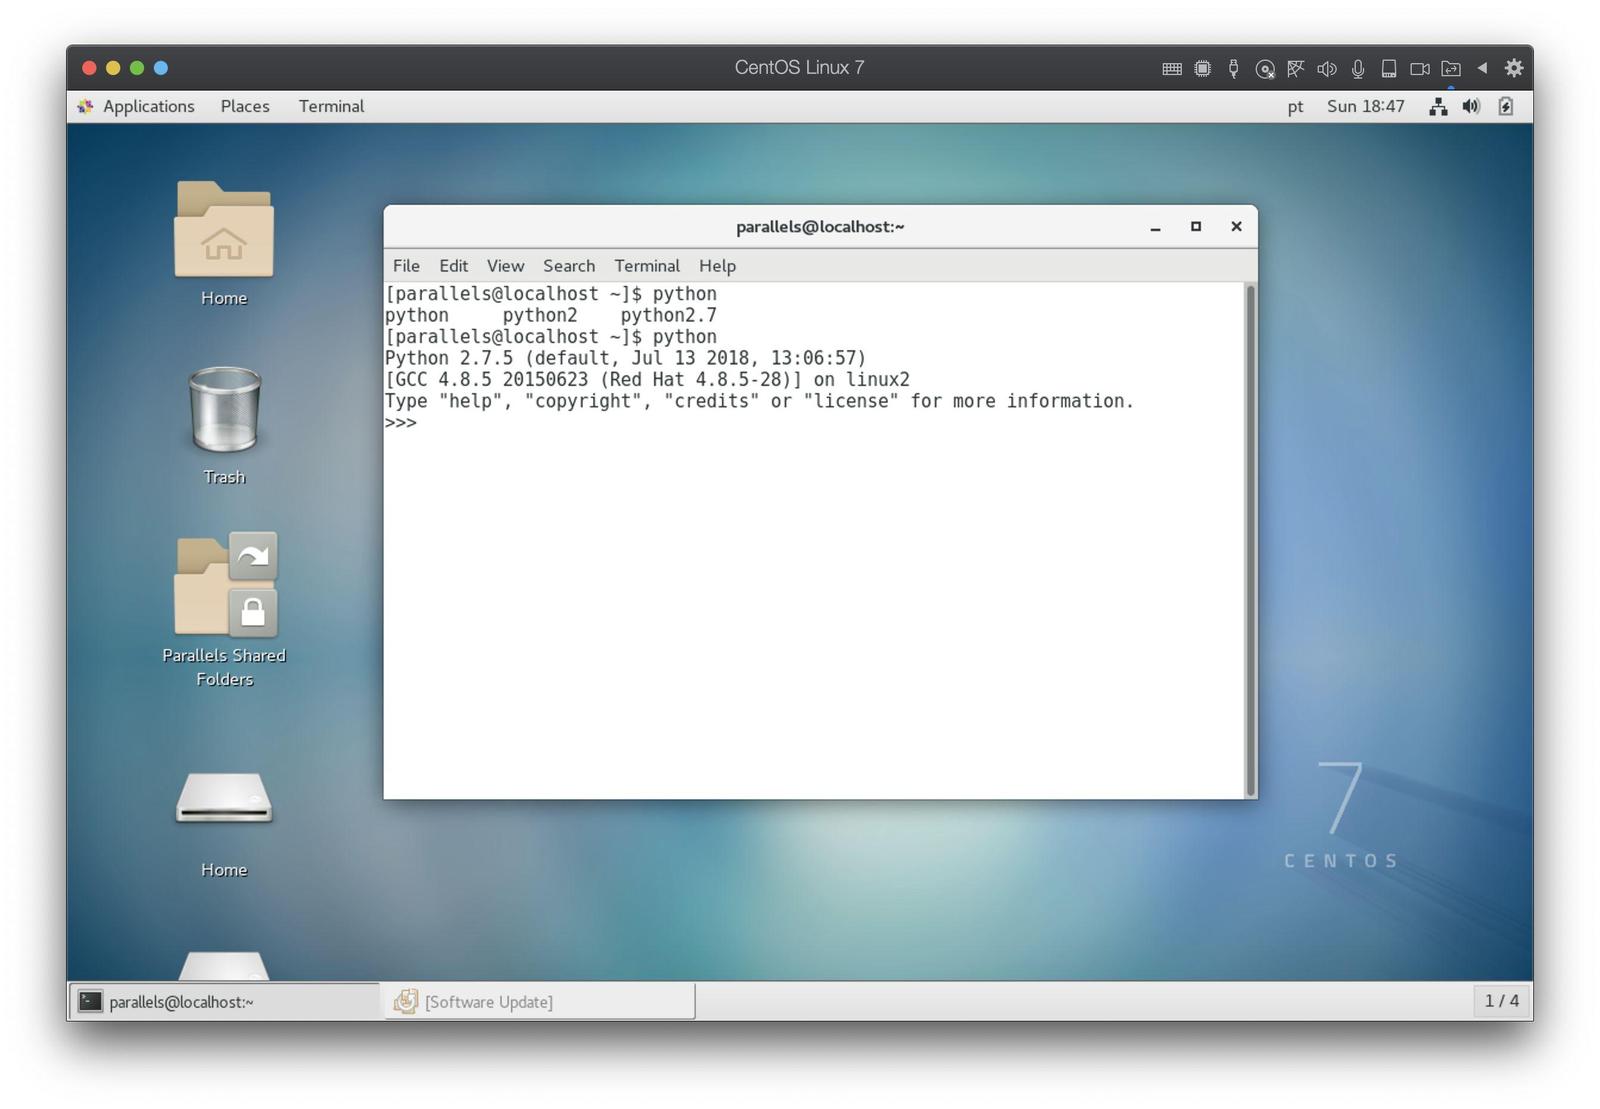 CentOS Linux 7
Applications Places Terminal pt Sun 18:47
Home
Trash
Parallels Shared
Folders
Home
parallels@localhost:~
File Edit View Search Terminal Help
[parallels@localhost ~]$ python
python     python2    python2.7
[parallels@localhost ~]$ python
Python 2.7.5 (default, Jul 13 2018, 13:06:57)
[GCC 4.8.5 20150623 (Red Hat 4.8.5-28)] on linux2
Type "help", "copyright", "credits" or "license" for more information.
>>>
7
CENTOS
parallels@localhost:~ [Software Update] 1 / 4